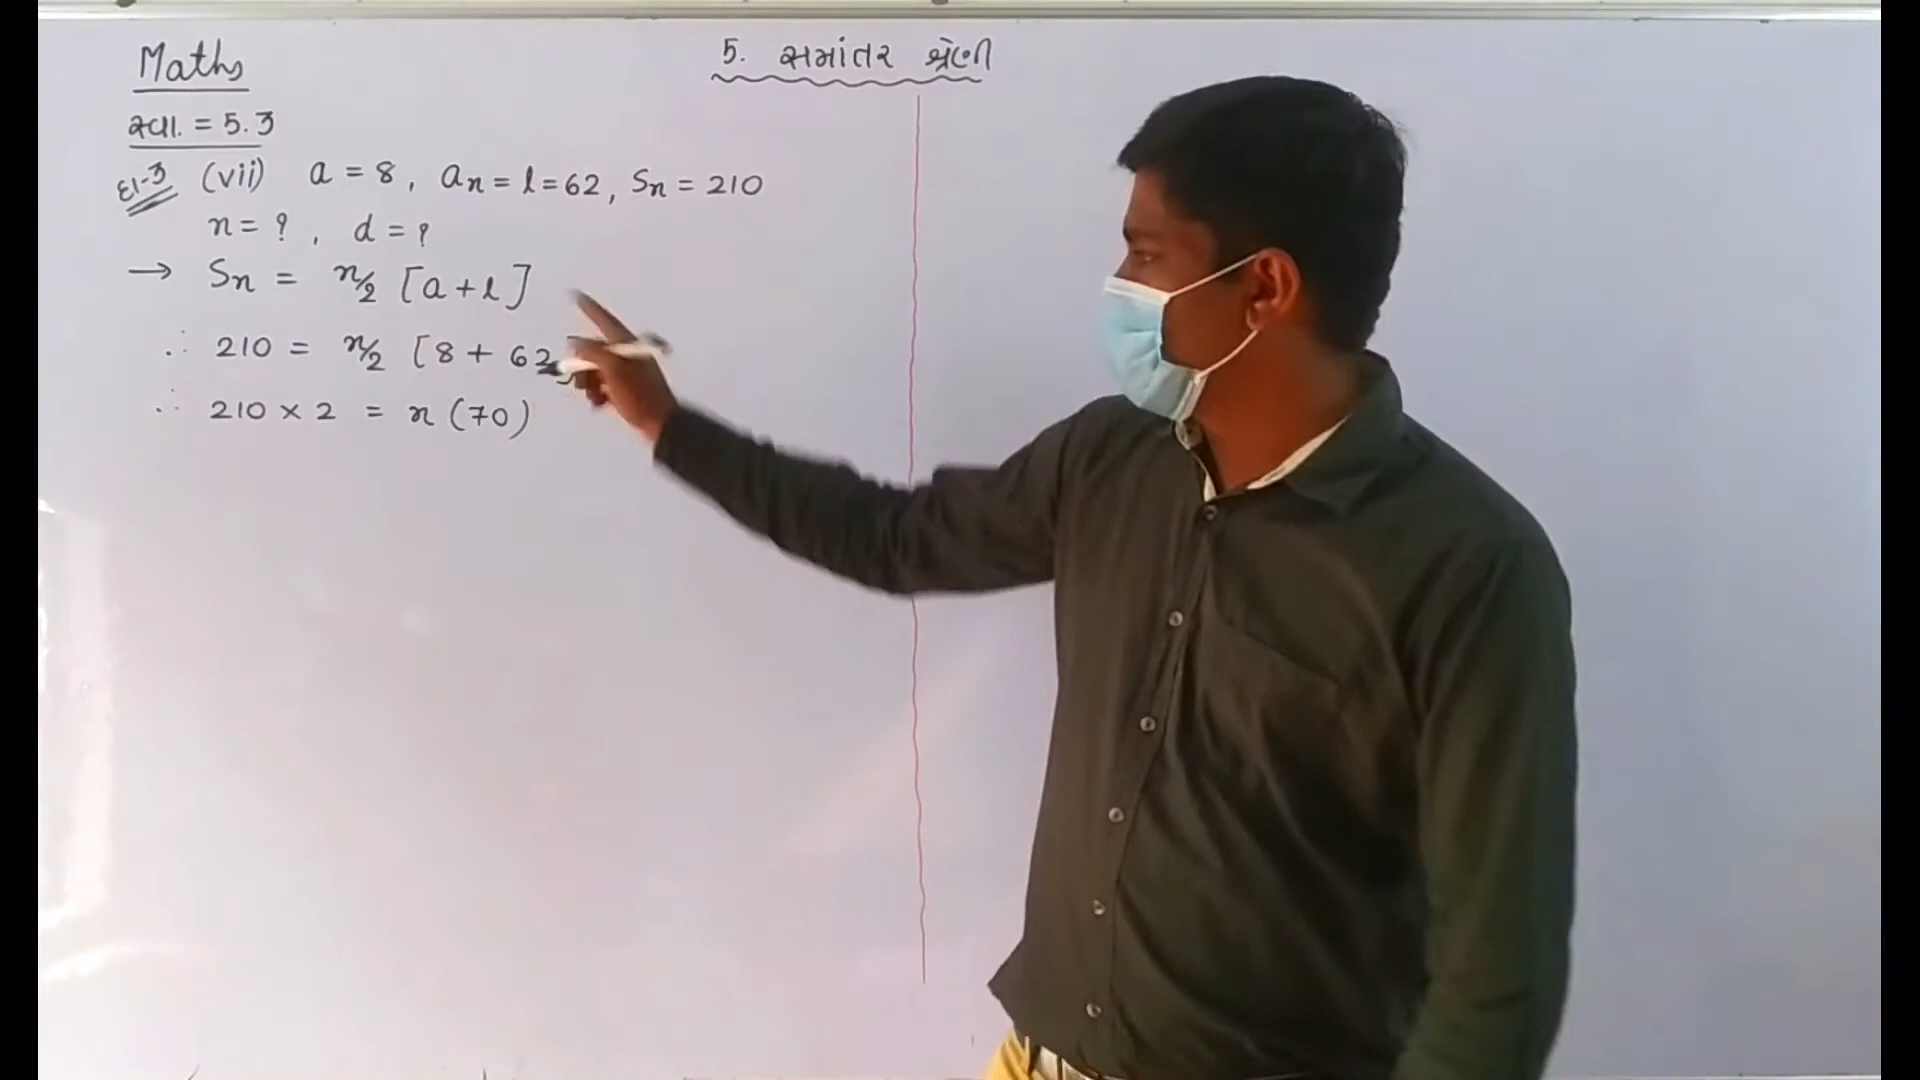 Maths
5. સમાંતર શ્રેણી
સ્વા. = 5.3
દા-3 (vii) a = 8, an = l = 62, Sn = 210
n = ?, d = ?
→ Sn = n/2 [a + l]
∴ 210 = n/2 [8 + 62
∴ 210 × 2 = n (70)